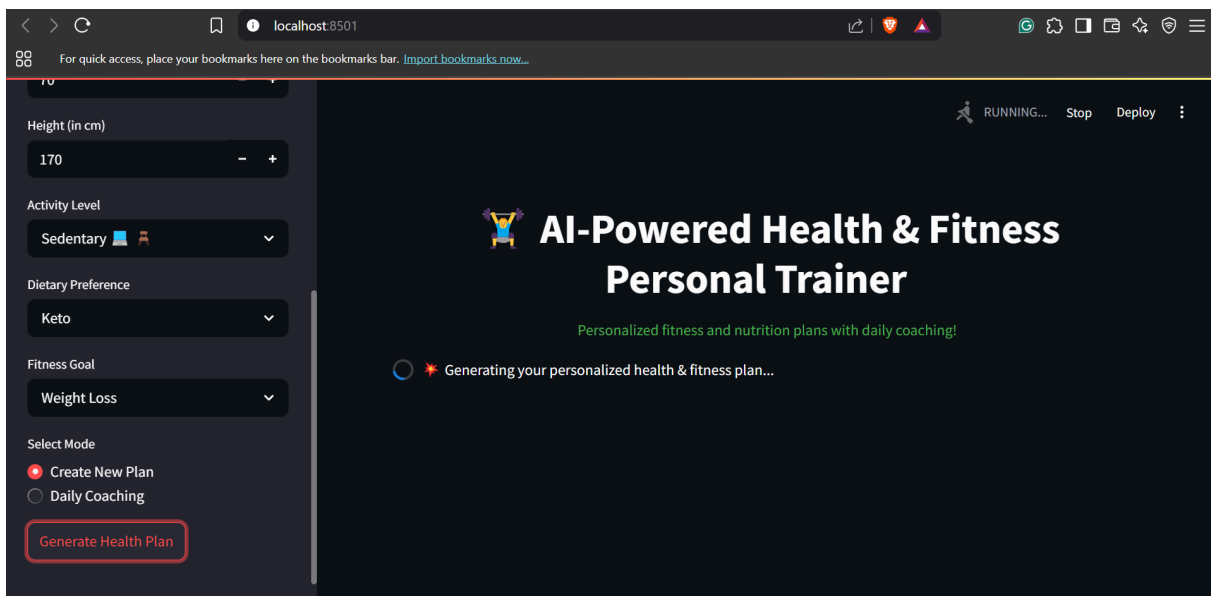 localhost:8501
For quick access, place your bookmarks here on the bookmarks bar. Import bookmarks now...
Height (in cm)
170 - +
Activity Level
Sedentary
Dietary Preference
Keto
Fitness Goal
Weight Loss
Select Mode
Create New Plan
Daily Coaching
Generate Health Plan
RUNNING... Stop Deploy
AI-Powered Health & Fitness
Personal Trainer
Personalized fitness and nutrition plans with daily coaching!
Generating your personalized health & fitness plan...